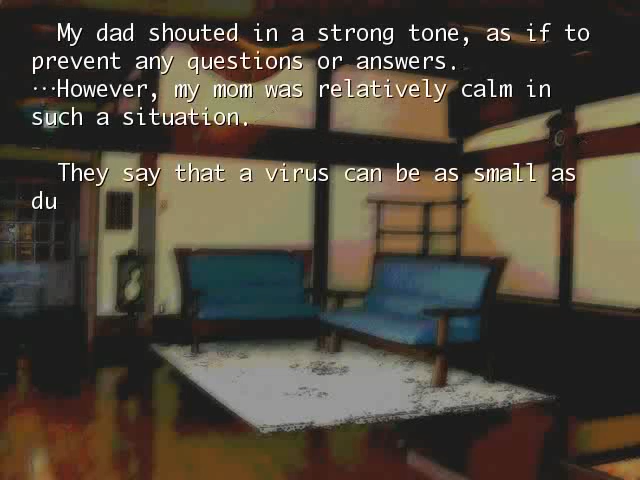 My dad shouted in a strong tone, as if to
prevent any questions or answers.
…However, my mom was relatively calm in
such a situation.
They say that a virus can be as small as
du